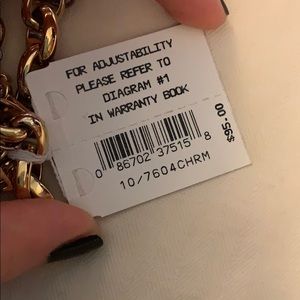 FOR ADJUSTABILITY
PLEASE REFER TO
DIAGRAM #1
IN WARRANTY BOOK
0 86702 37515 8
10/7604CHRM
$95.00